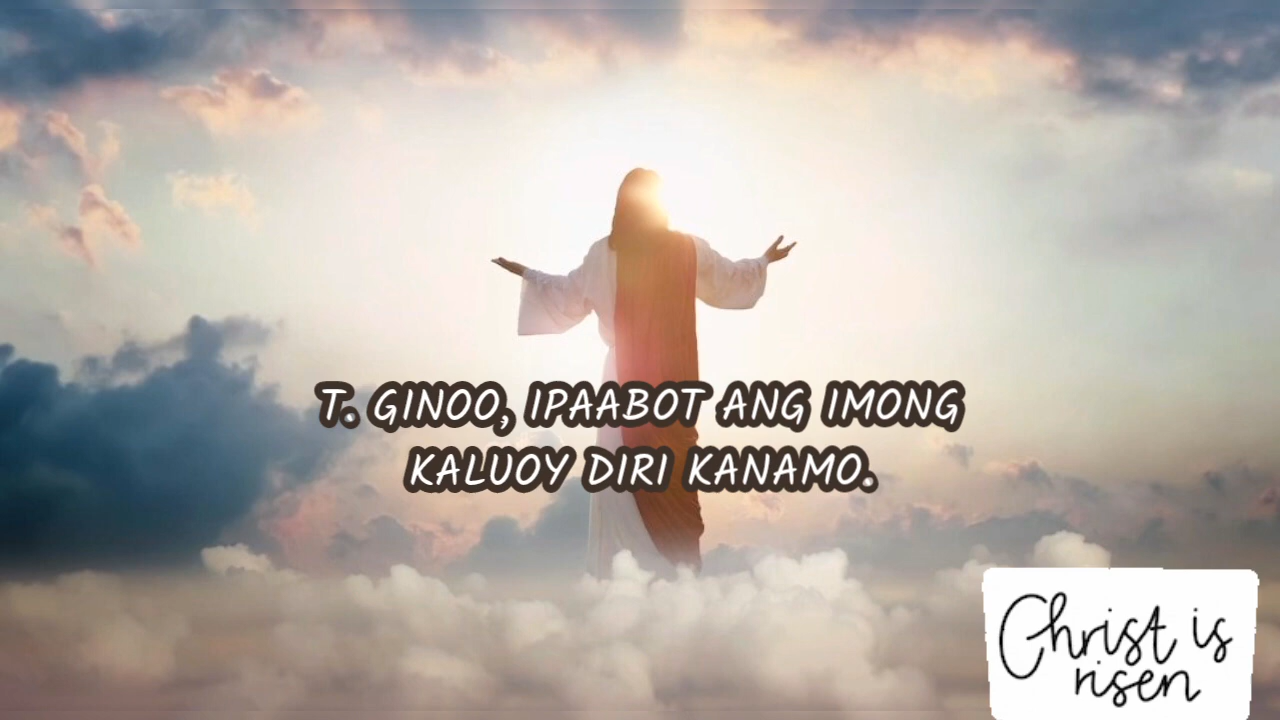 T. GINOO, IPAABOT ANG IMONG
KALUOY DIRI KANAMO.
Christ is
risen